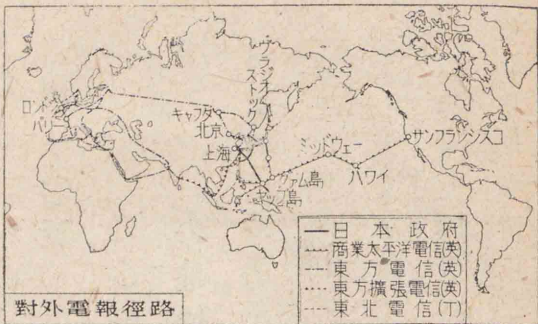 ウラジオストック
ロンドン
パリー
キャフタ
北京
上海
サンフランシスコ
ミッドウェー
ハワイ
グァム島
ヤップ島
日本政府
商業太平洋電信(英)
東方電信(英)
東方擴張電信(英)
東北電信(丁)
對外電報徑路